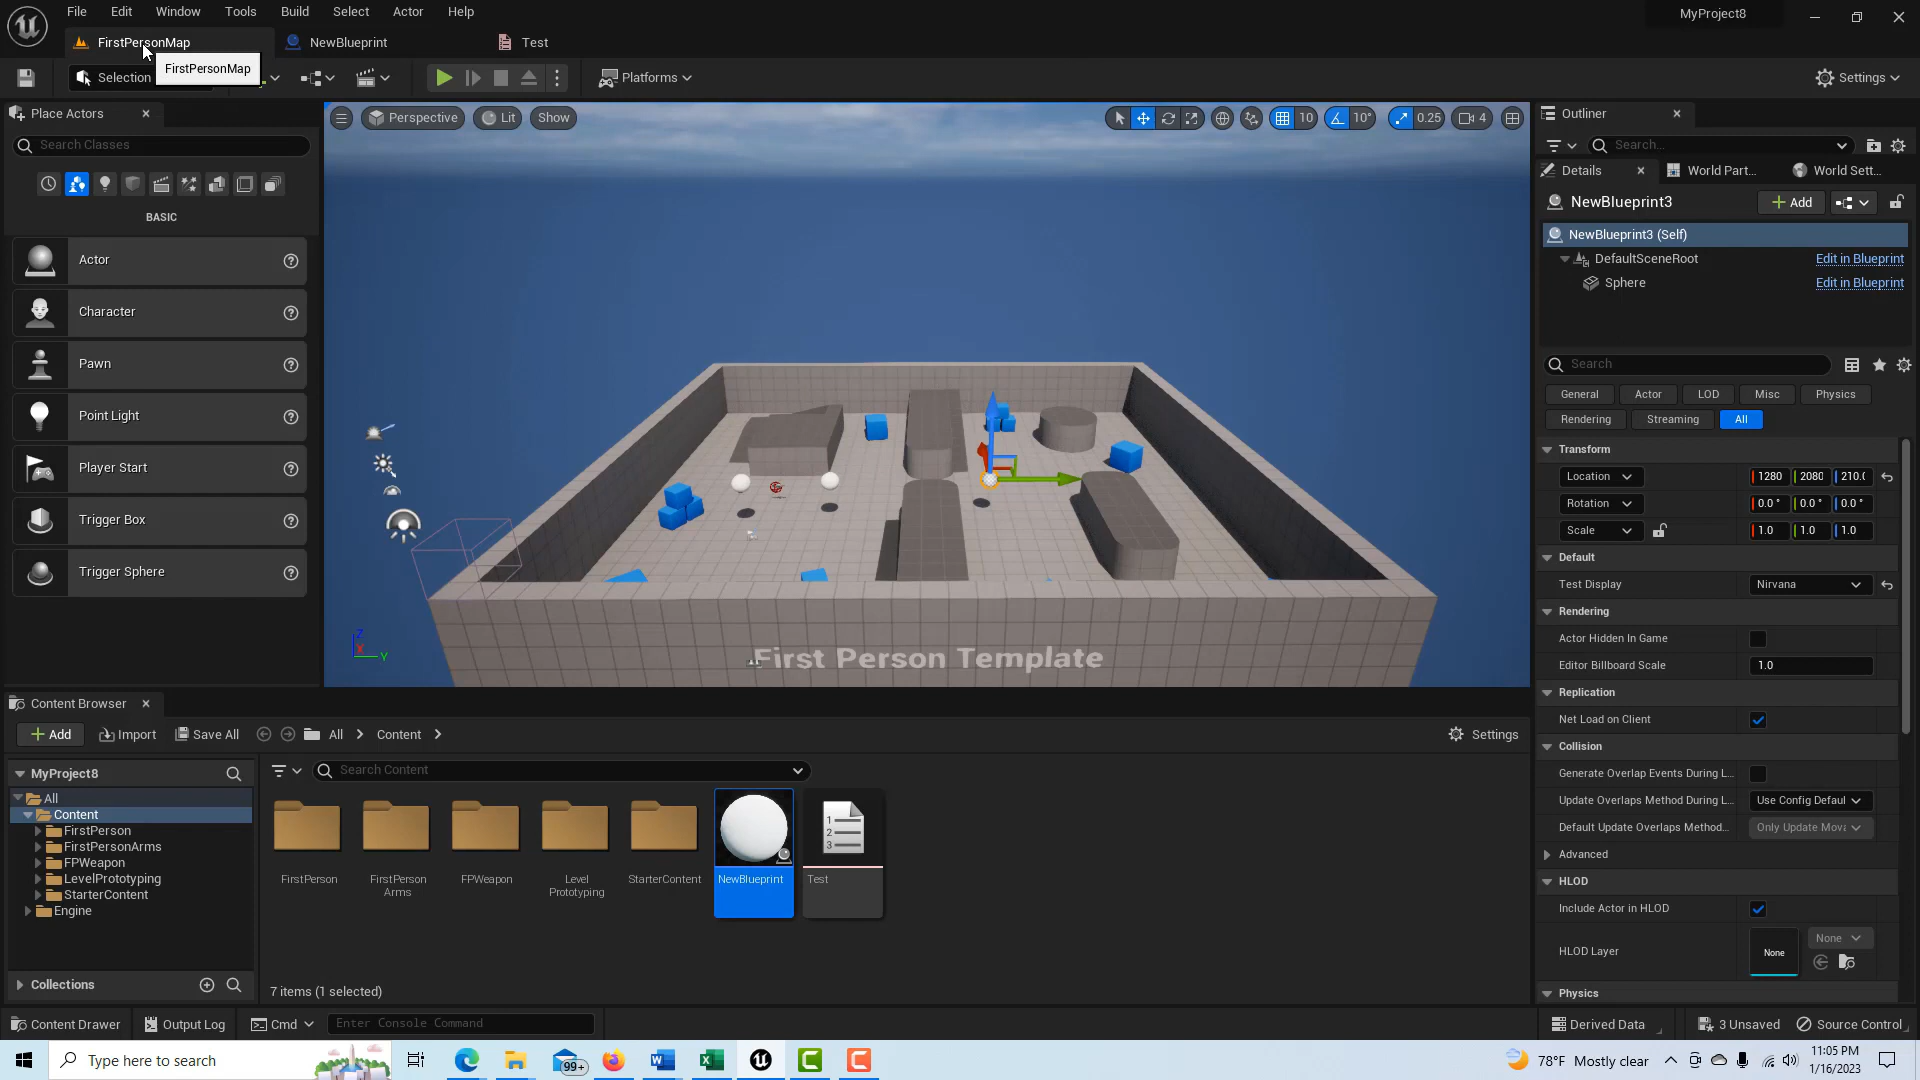 File Edit Window Tools Build Select Actor Help
MyProject8
FirstPersonMap
NewBlueprint
Test
Selection
FirstPersonMap
Platforms
Settings
Place Actors
Search Classes
BASIC
Actor
Character
Pawn
Point Light
Player Start
Trigger Box
Trigger Sphere
Perspective
Lit
Show
10
10°
0.25
4
Z
X
Y
First Person Template
Outliner
Search...
Details
World Part...
World Sett...
NewBlueprint3
Add
NewBlueprint3 (Self)
DefaultSceneRoot
Edit in Blueprint
Sphere
Edit in Blueprint
Search
General Actor LOD Misc Physics
Rendering Streaming All
Transform
Location 1280 2080 210.(
Rotation 0.0 ° 0.0 ° 0.0 °
Scale 1.0 1.0 1.0
Default
Test Display Nirvana
Rendering
Actor Hidden In Game
Editor Billboard Scale 1.0
Replication
Net Load on Client
Collision
Generate Overlap Events During L...
Update Overlaps Method During L... Use Config Defaul
Default Update Overlaps Method... Only Update Mova
Advanced
HLOD
Include Actor in HLOD
HLOD Layer None None
Physics
Content Browser
Add Import Save All All Content Settings
MyProject8
Search Content
All
Content
FirstPerson
FirstPersonArms
FPWeapon
LevelPrototyping
StarterContent
Engine
FirstPerson
FirstPerson
Arms
FPWeapon
Level
Prototyping
StarterContent
NewBlueprint
1
2
3
Test
Collections
7 items (1 selected)
Content Drawer Output Log Cmd Enter Console Command Derived Data 3 Unsaved Source Control
Type here to search
99+
78°F Mostly clear
11:05 PM
1/16/2023